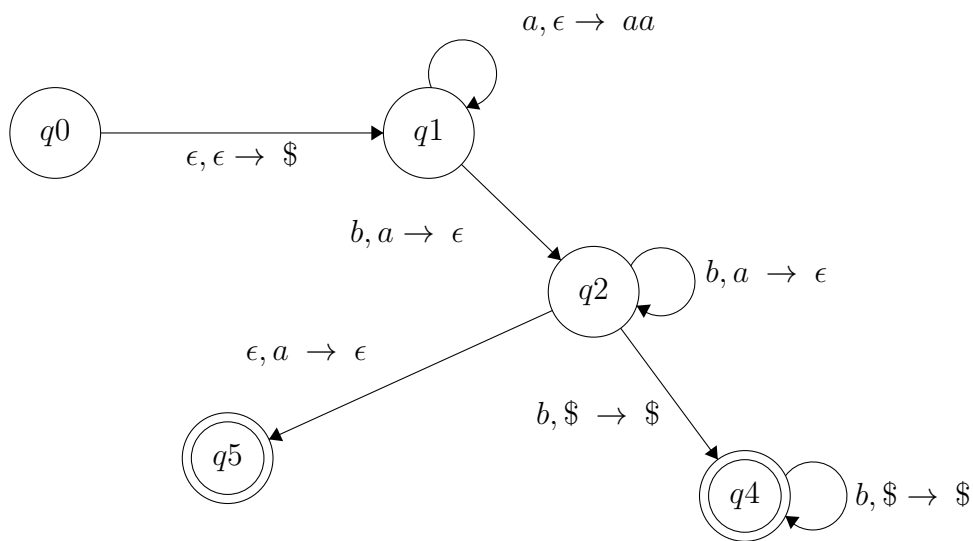 a, ϵ → aa
q0
q1
ϵ, ϵ → $
b, a → ϵ
q2
b, a → ϵ
ϵ, a → ϵ
b, $ → $
q5
q4
b, $ → $